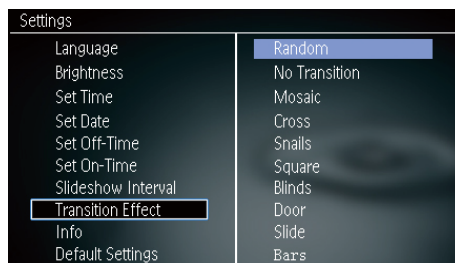 Settings
Language
Brightness
Set Time
Set Date
Set Off-Time
Set On-Time
Slideshow Interval
Transition Effect
Info
Default Settings
Random
No Transition
Mosaic
Cross
Snails
Square
Blinds
Door
Slide
Bars